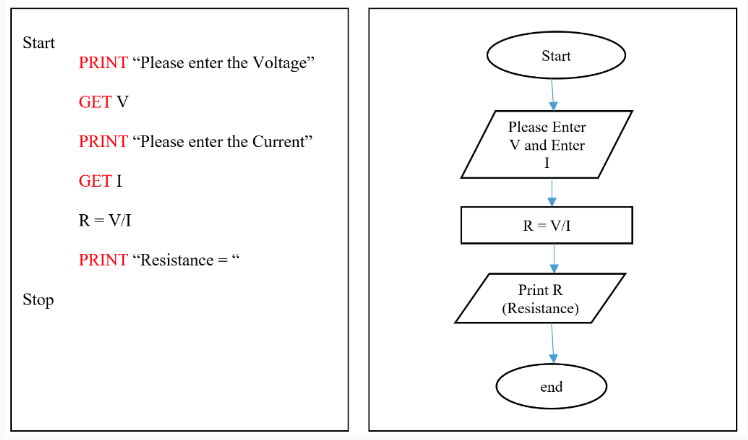 Start
PRINT “Please enter the Voltage”
GET V
PRINT “Please enter the Current”
GET I
R = V/I
PRINT “Resistance = “
Stop
Start
Please Enter
V and Enter
I
R = V/I
Print R
(Resistance)
end